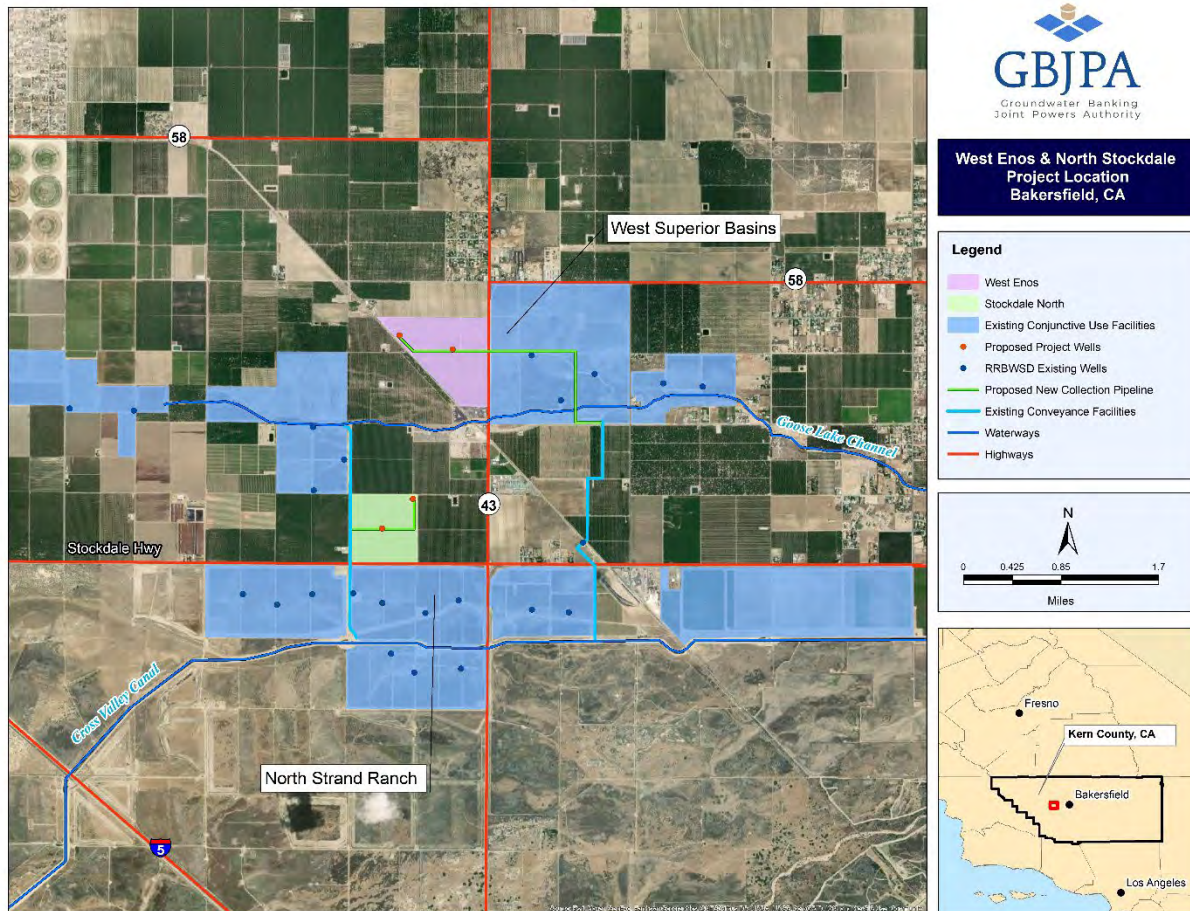 58
West Superior Basins
58
Goose Lake Channel
43
Stockdale Hwy
Cross Valley Canal
North Strand Ranch
5
GBJPA
Groundwater Banking
Joint Powers Authority
West Enos & North Stockdale
Project Location
Bakersfield, CA
Legend
West Enos
Stockdale North
Existing Conjunctive Use Facilities
Proposed Project Wells
RRBWSD Existing Wells
Proposed New Collection Pipeline
Existing Conveyance Facilities
Waterways
Highways
N
0 0.425 0.85 1.7
Miles
Fresno
Kern County, CA
Bakersfield
Los Angeles